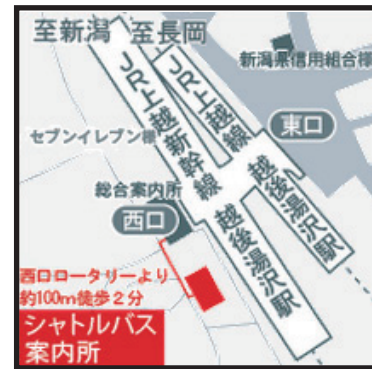 至新潟
至長岡
新潟県信用組合様
JR上越新幹線
JR上越線
東口
セブンイレブン様
総合案内所
西口
越後湯沢駅
越後湯沢駅
西口ロータリーより
約100m徒歩2分
シャトルバス
案内所